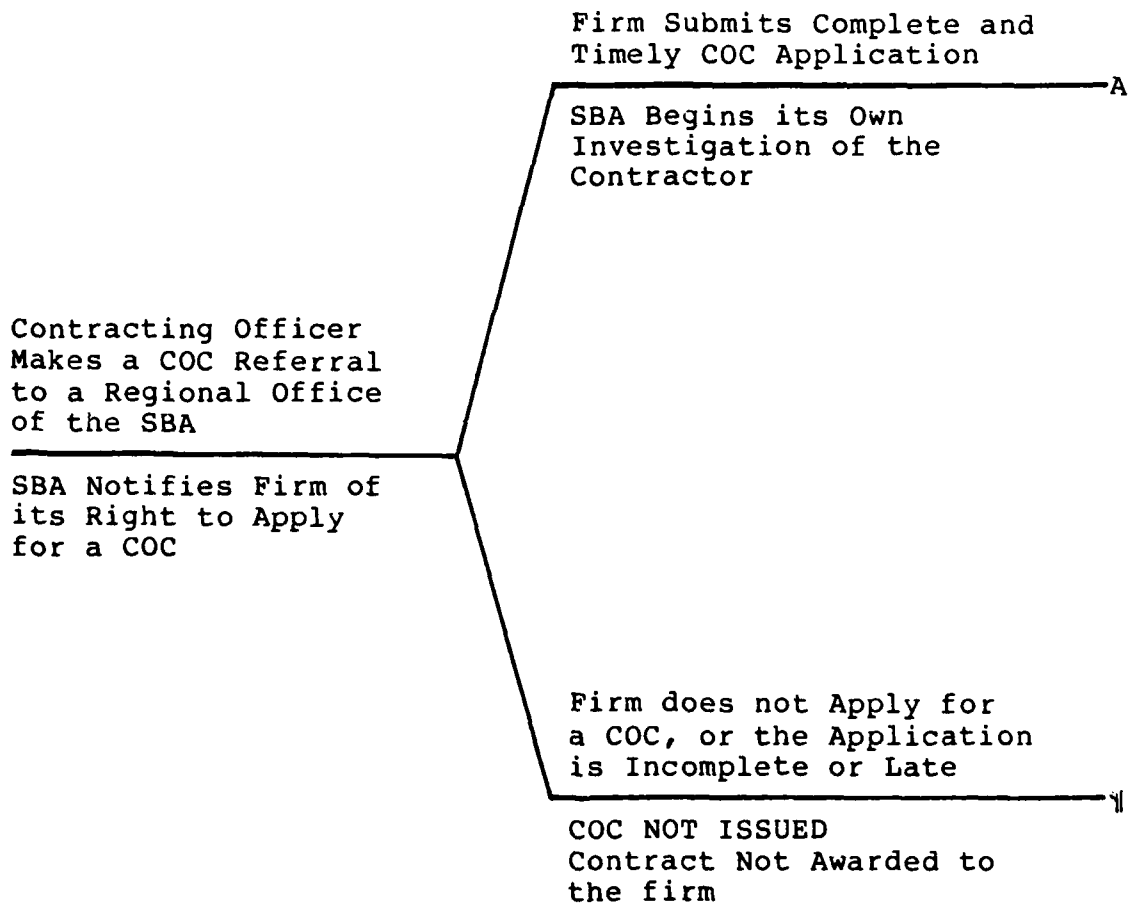 Firm Submits Complete and
Timely COC Application
A
SBA Begins its Own
Investigation of the
Contractor
Contracting Officer
Makes a COC Referral
to a Regional Office
of the SBA
SBA Notifies Firm of
its Right to Apply
for a COC
Firm does not Apply for
a COC, or the Application
is Incomplete or Late
¶
COC NOT ISSUED
Contract Not Awarded to
the firm